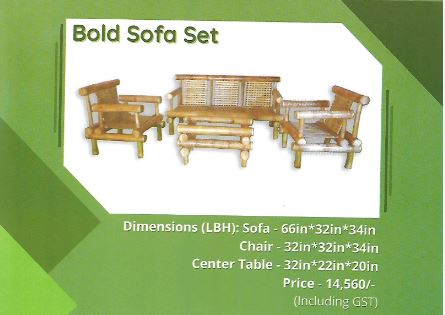 Bold Sofa Set
Dimensions (LBH): Sofa - 66in*32in*34in
Chair - 32in*32in*34in
Center Table - 32in*22in*20in
Price - 14,560/-
(Including GST)